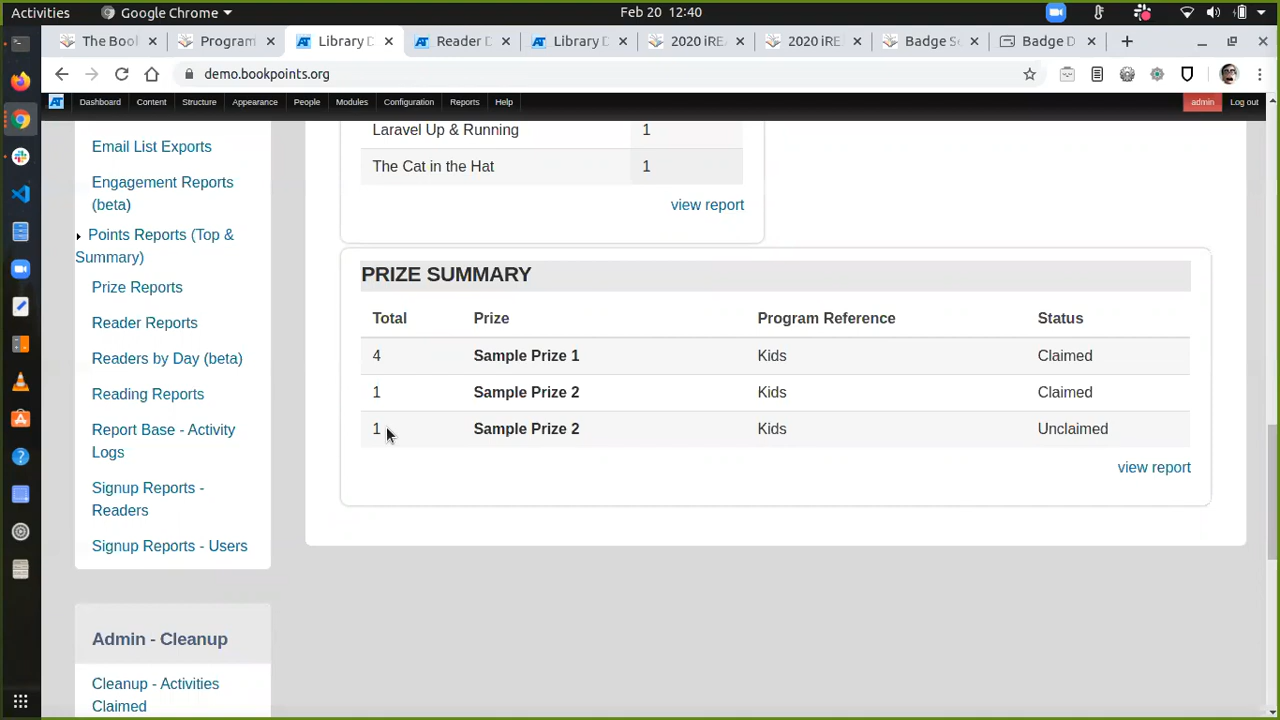 Activities
Google Chrome
Feb 20 12:40
The Bool
Program
Library D
Reader D
Library D
2020 iRE
2020 iRE
Badge Se
Badge D
demo.bookpoints.org
Dashboard
Content
Structure
Appearance
People
Modules
Configuration
Reports
Help
admin
Log out
Email List Exports
Engagement Reports
(beta)
Points Reports (Top &
Summary)
Prize Reports
Reader Reports
Readers by Day (beta)
Reading Reports
Report Base - Activity
Logs
Signup Reports -
Readers
Signup Reports - Users
Admin - Cleanup
Cleanup - Activities
Claimed
Laravel Up & Running 1
The Cat in the Hat 1
view report
PRIZE SUMMARY
Total Prize Program Reference Status
4 Sample Prize 1 Kids Claimed
1 Sample Prize 2 Kids Claimed
1 Sample Prize 2 Kids Unclaimed
view report